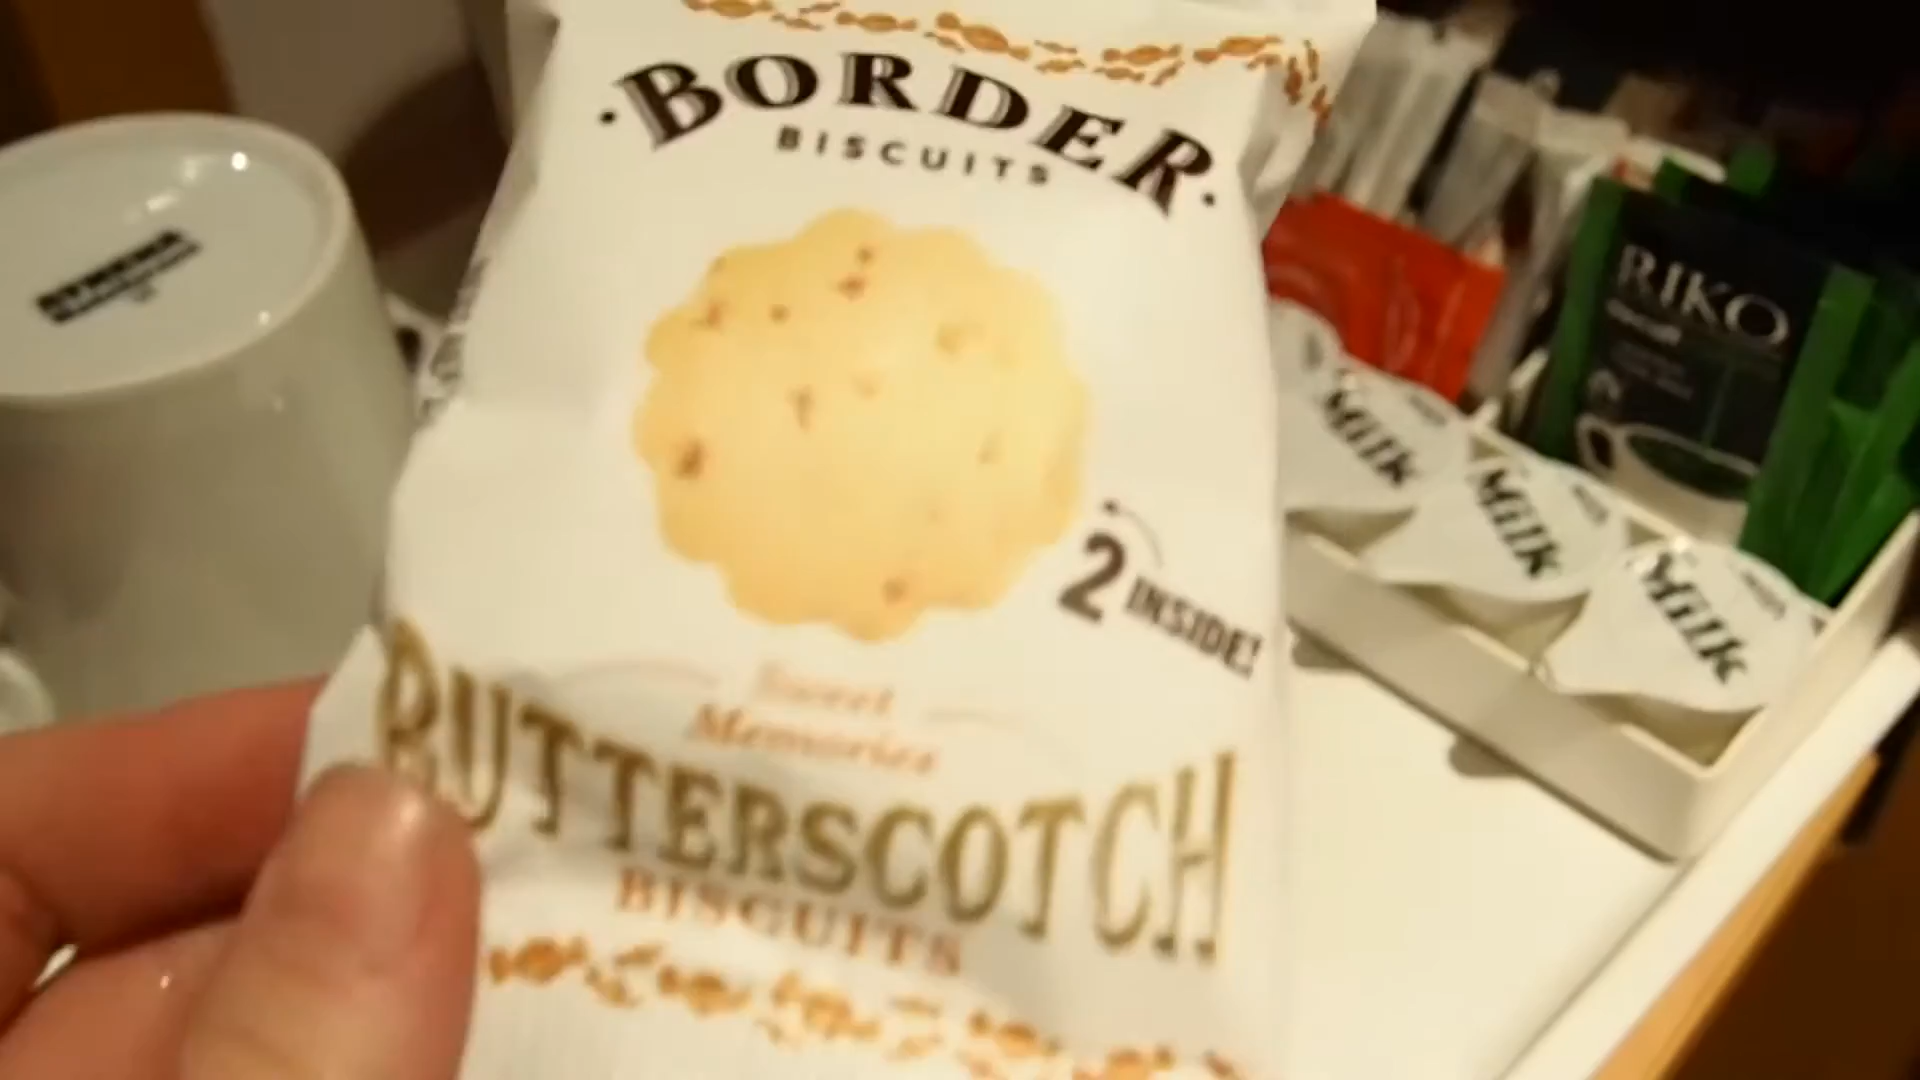 BORDER
BISCUITS
2 INSIDE!
Sweet
Memories
BUTTERSCOTCH
BISCUITS
RIKO
Milk
Milk
Milk